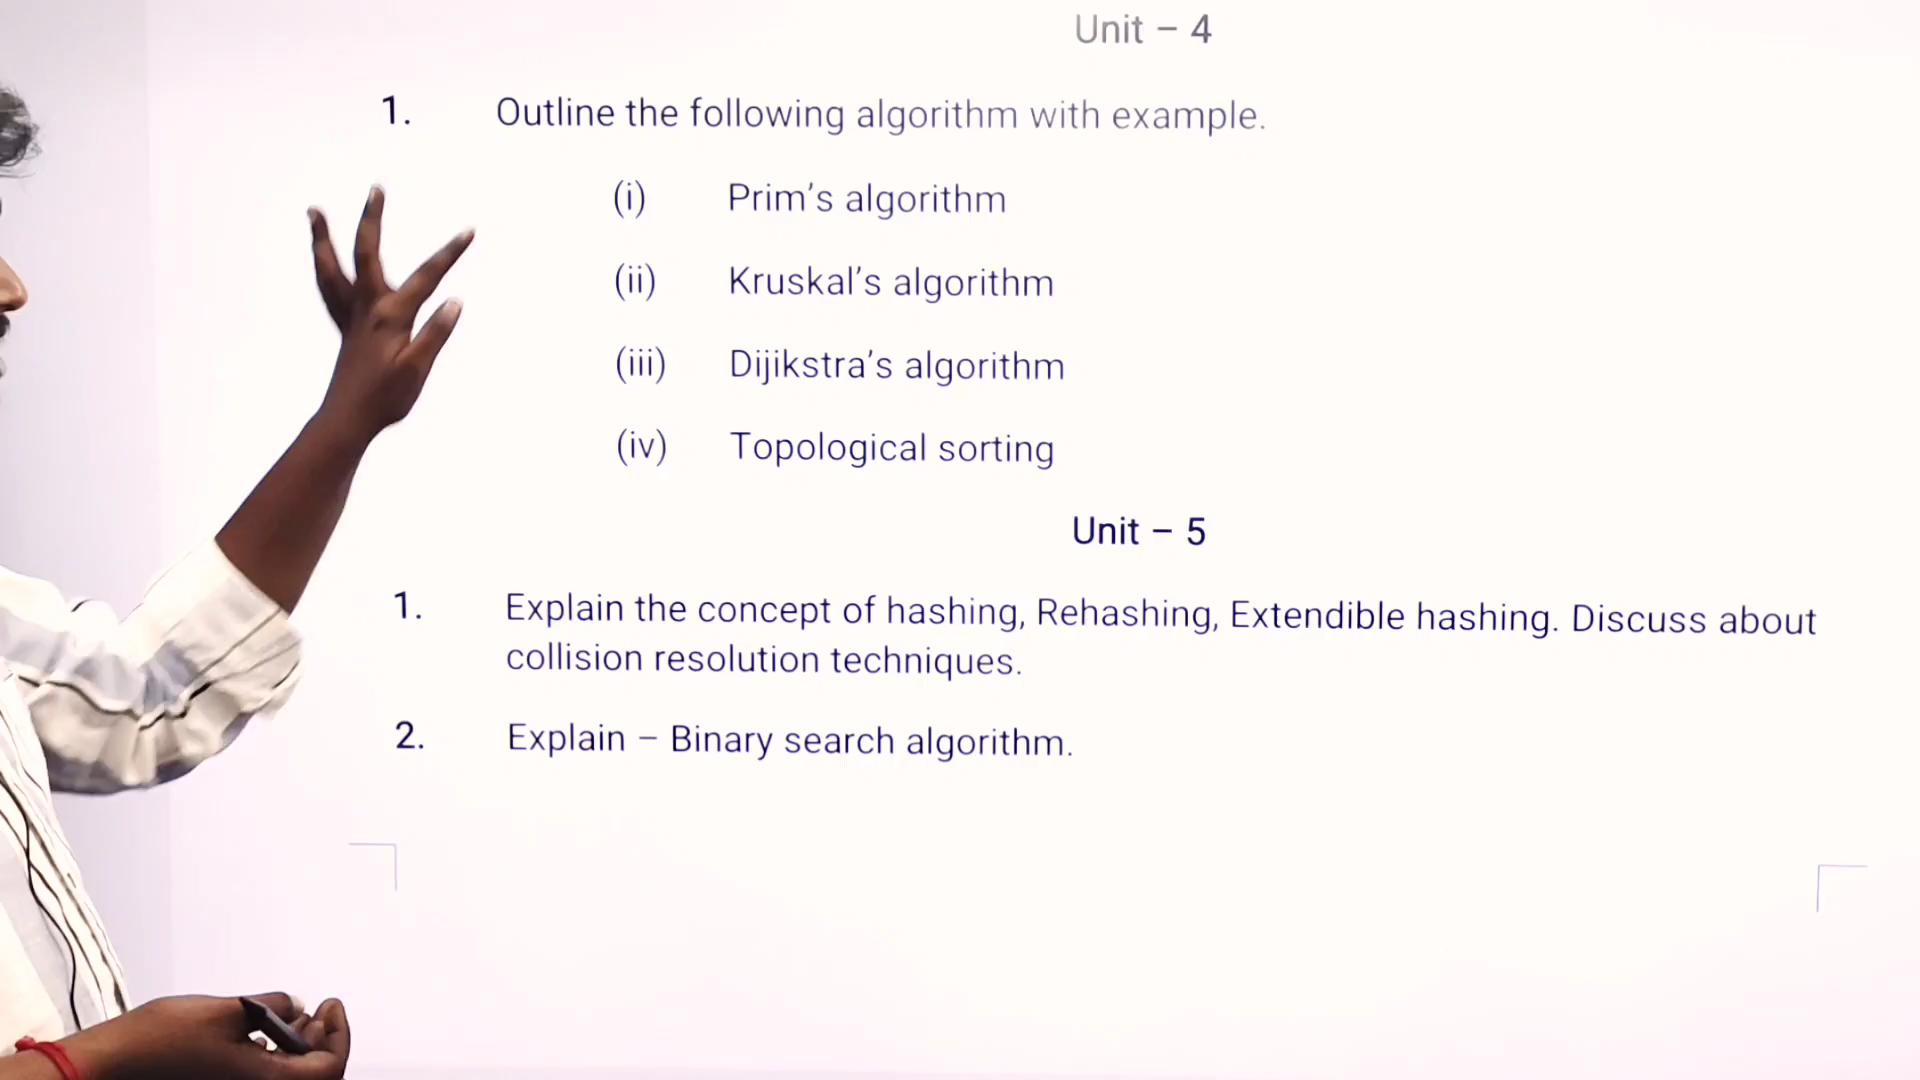 Unit – 4
1. Outline the following algorithm with example.
(i) Prim's algorithm
(ii) Kruskal's algorithm
(iii) Dijikstra's algorithm
(iv) Topological sorting
Unit – 5
1. Explain the concept of hashing, Rehashing, Extendible hashing. Discuss about
collision resolution techniques.
2. Explain – Binary search algorithm.